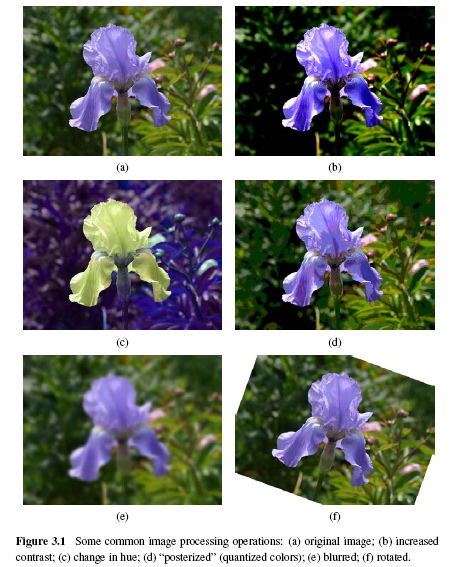 (a)
(b)
(c)
(d)
(e)
(f)
Figure 3.1 Some common image processing operations: (a) original image; (b) increased
contrast; (c) change in hue; (d) “posterized” (quantized colors); (e) blurred; (f) rotated.